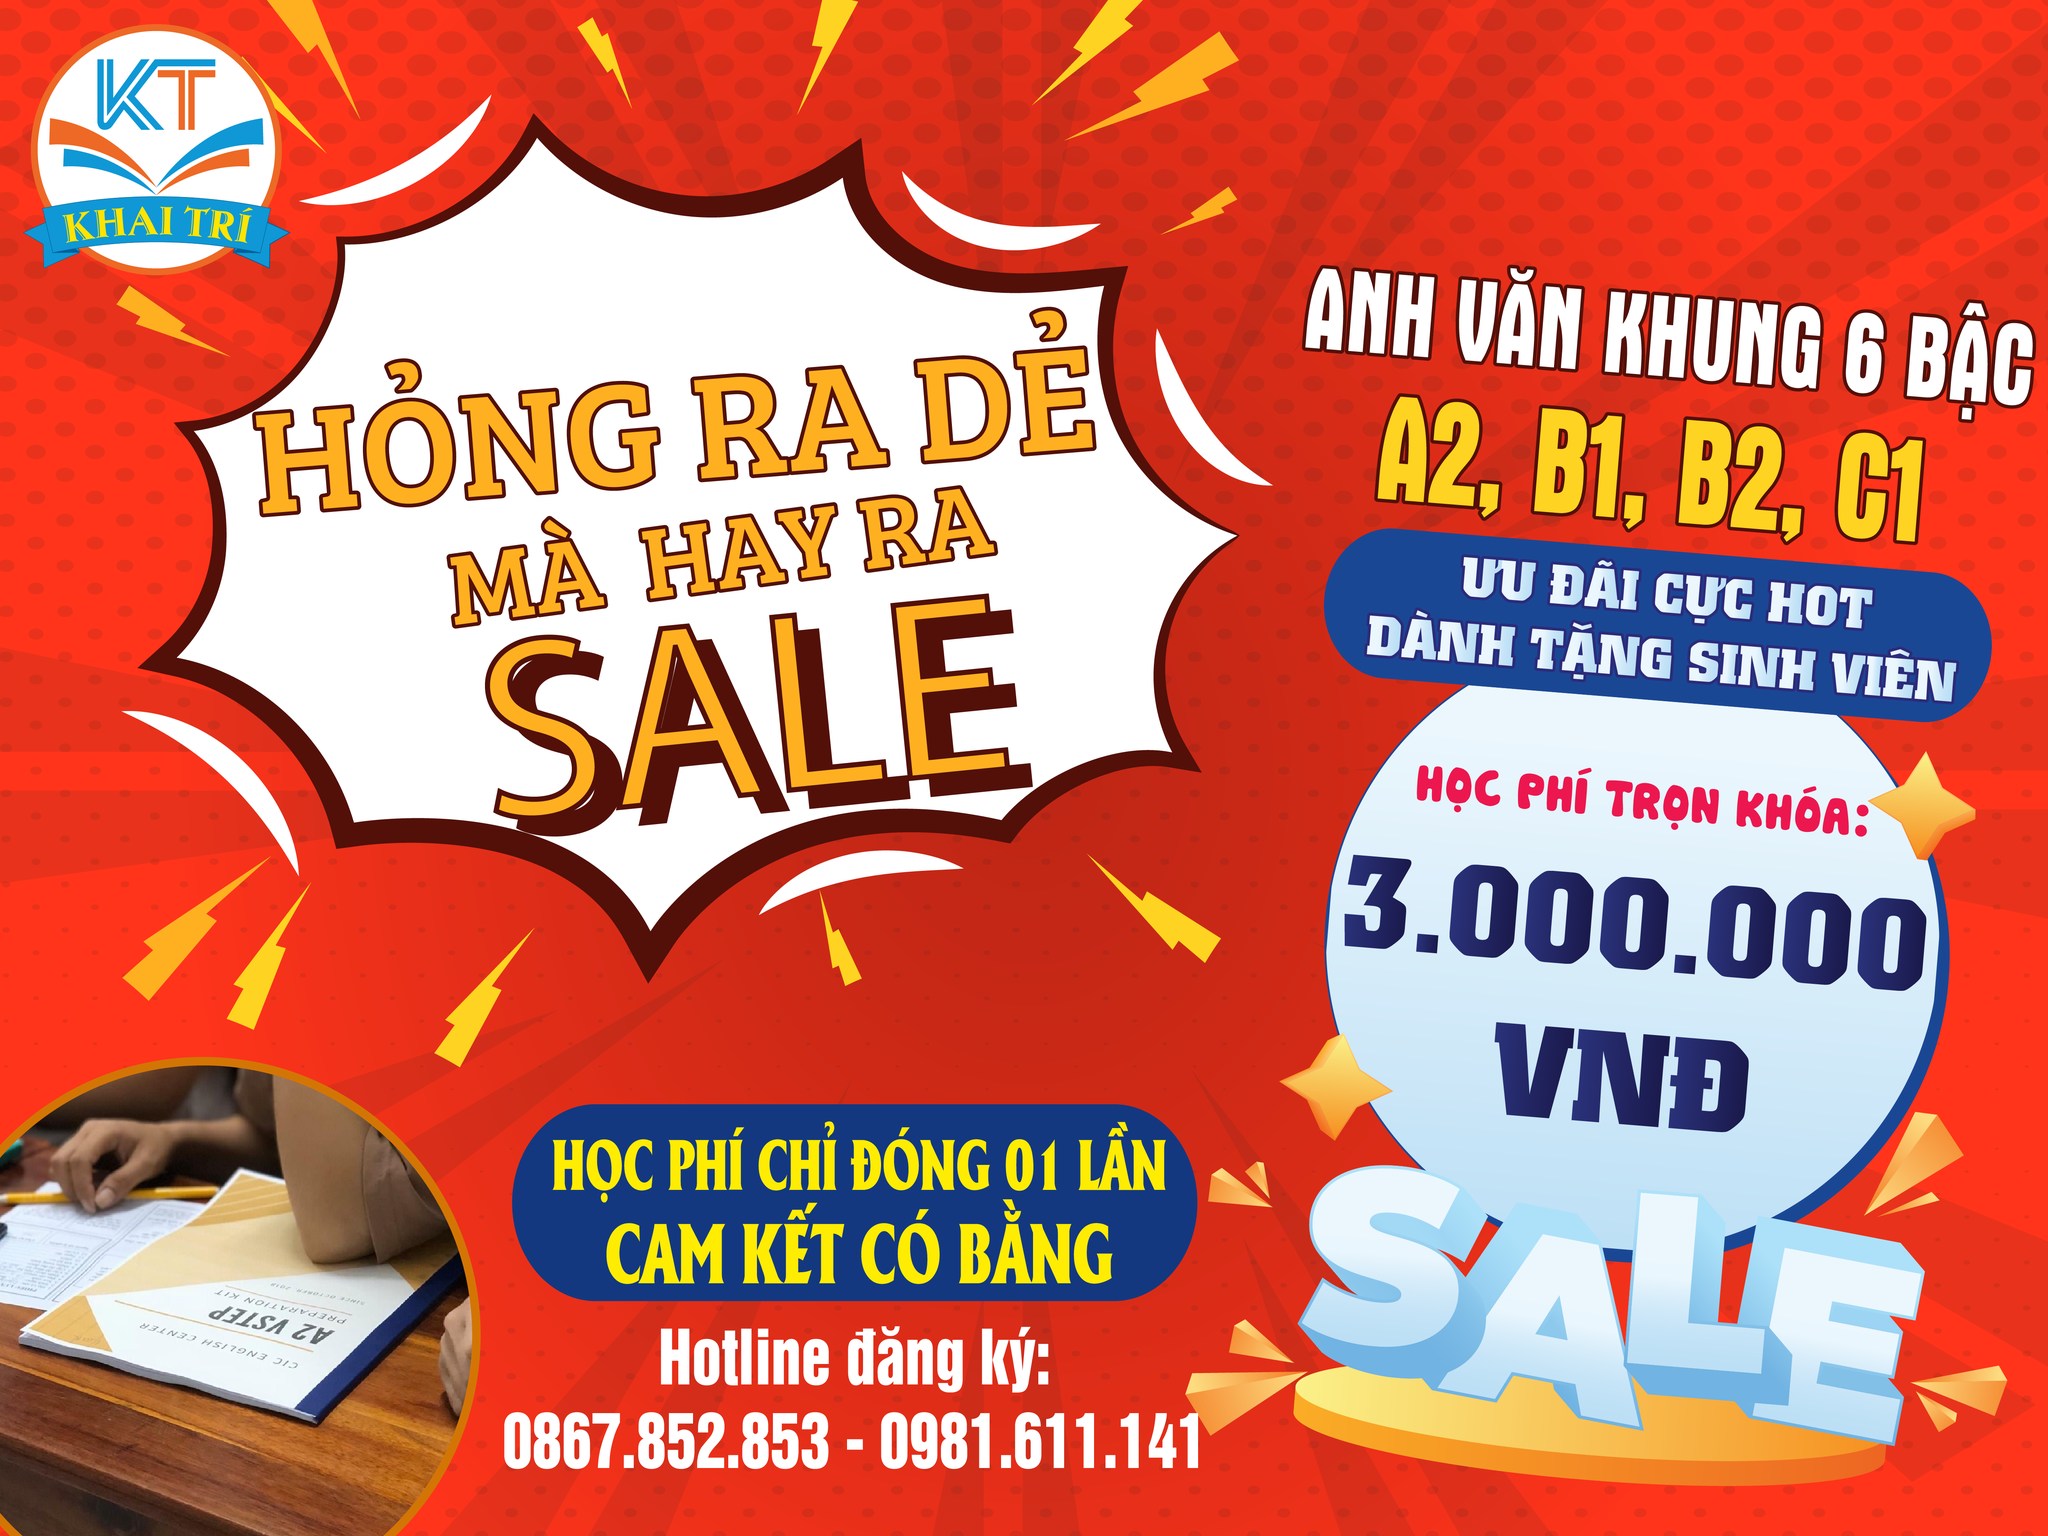 KT
KHAI TRÍ
HỎNG RA DẺ
MÀ HAY RA
SALE
ANH VĂN KHUNG 6 BẬC
A2, B1, B2, C1
ƯU ĐÃI CỰC HOT
DÀNH TẶNG SINH VIÊN
HỌC PHÍ TRỌN KHÓA:
3.000.000
VNĐ
SALE
HỌC PHÍ CHỈ ĐÓNG 01 LẦN
CAM KẾT CÓ BẰNG
Hotline đăng ký:
0867.852.853 - 0981.611.141
CIC ENGLISH CENTER
A2 VSTEP
PREPARATION KIT